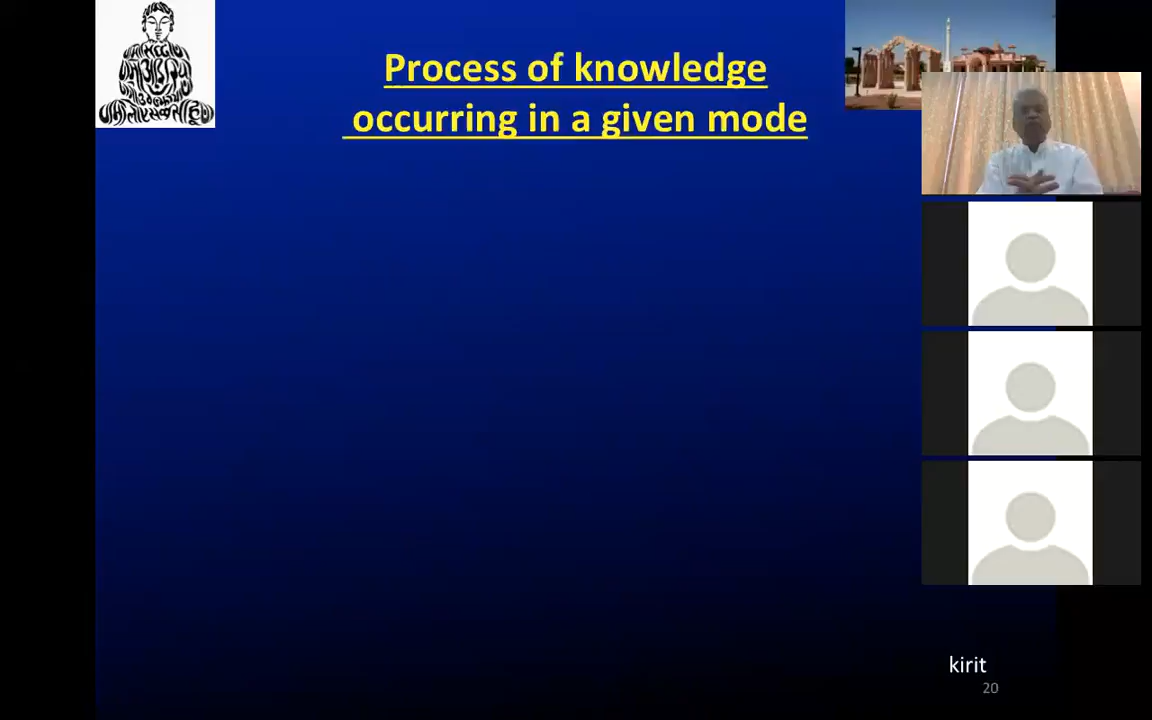 Process of knowledge
occurring in a given mode
kirit
20